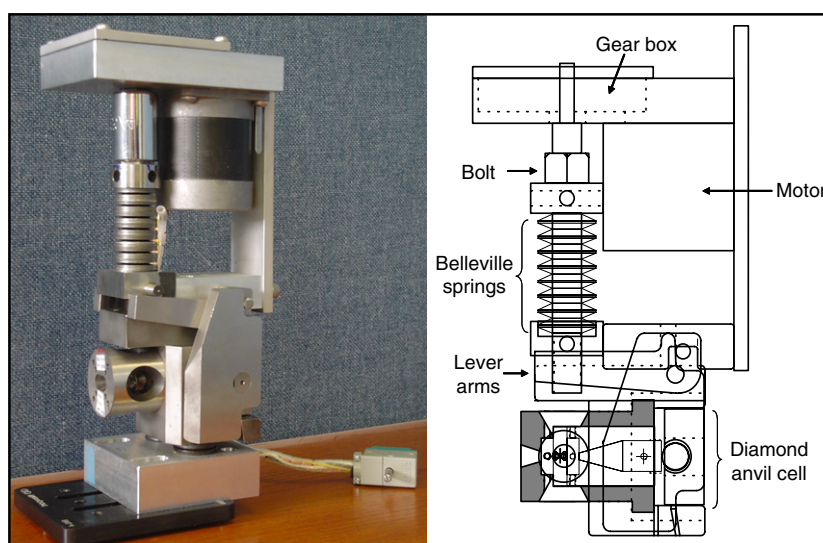 Gear box
Bolt
Motor
Belleville
springs
Lever
arms
Diamond
anvil cell